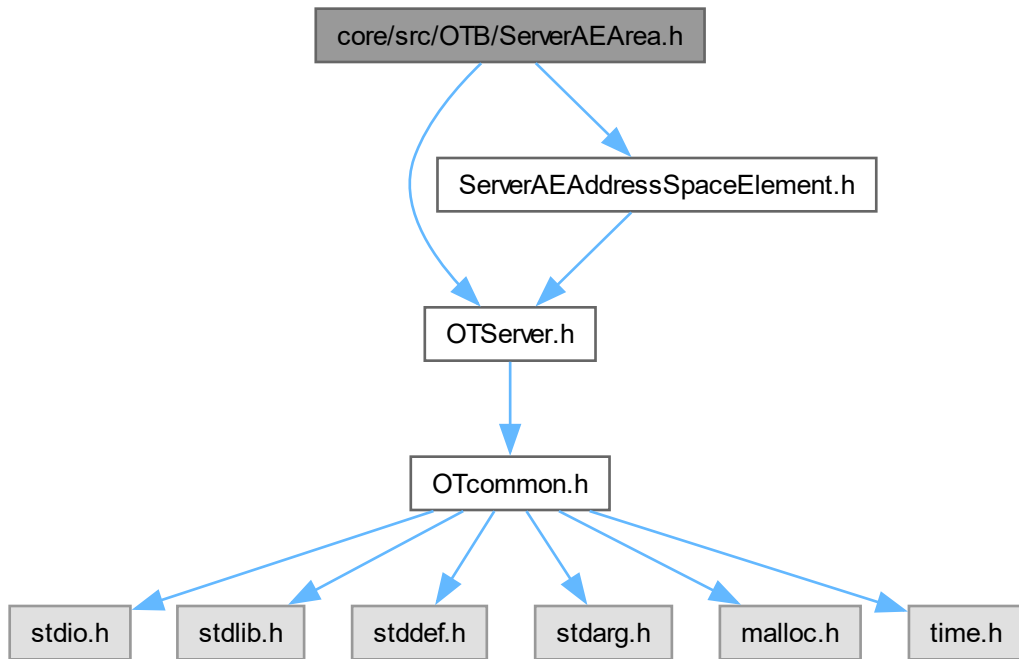 core/src/OTB/ServerAEArea.h
ServerAEAddressSpaceElement.h
OTServer.h
OTcommon.h
stdio.h
stdlib.h
stddef.h
stdarg.h
malloc.h
time.h